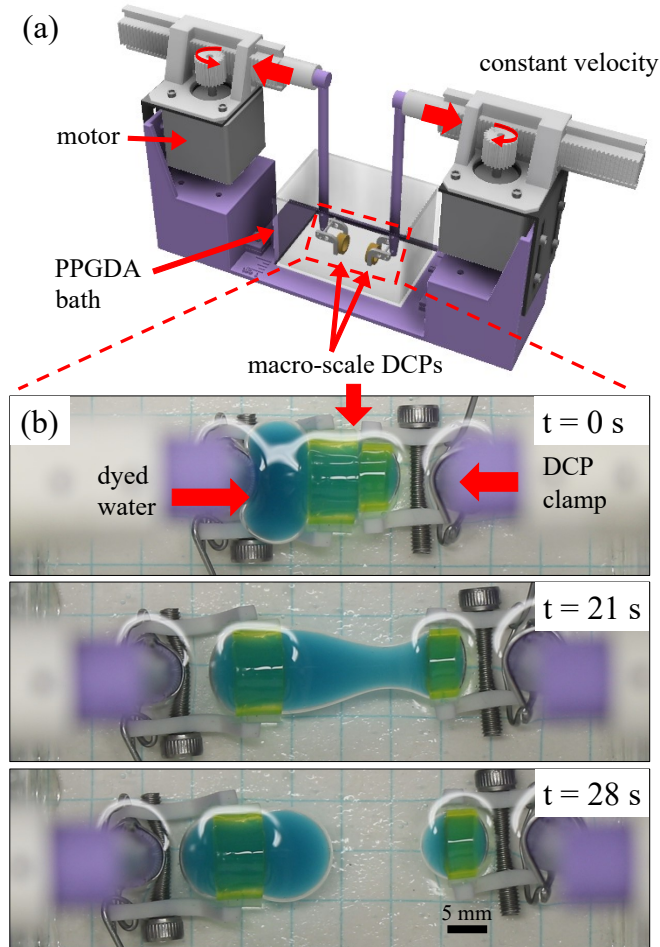 (a)
constant velocity
motor
PPGDA
bath
macro-scale DCPs
(b)
t = 0 s
dyed
water
DCP
clamp
t = 21 s
t = 28 s
5 mm